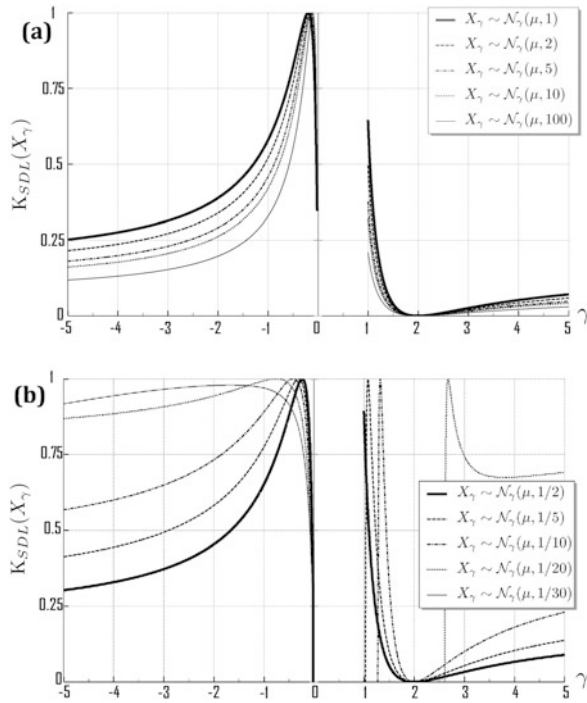 (a)
K_{SDL}(X_γ)
1
0.75
0.5
0.25
0
X_γ ∼ 𝒩_γ(μ, 1)
X_γ ∼ 𝒩_γ(μ, 2)
X_γ ∼ 𝒩_γ(μ, 5)
X_γ ∼ 𝒩_γ(μ, 10)
X_γ ∼ 𝒩_γ(μ, 100)
-5 -4 -3 -2 -1 0 1 2 3 4 5 γ
(b)
K_{SDL}(X_γ)
1
0.75
0.5
0.25
0
X_γ ∼ 𝒩_γ(μ, 1/2)
X_γ ∼ 𝒩_γ(μ, 1/5)
X_γ ∼ 𝒩_γ(μ, 1/10)
X_γ ∼ 𝒩_γ(μ, 1/20)
X_γ ∼ 𝒩_γ(μ, 1/30)
-5 -4 -3 -2 -1 0 1 2 3 4 5 γ